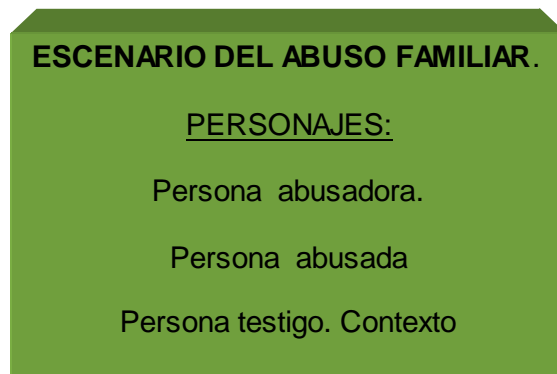 ESCENARIO DEL ABUSO FAMILIAR.
PERSONAJES:
Persona abusadora.
Persona abusada
Persona testigo. Contexto